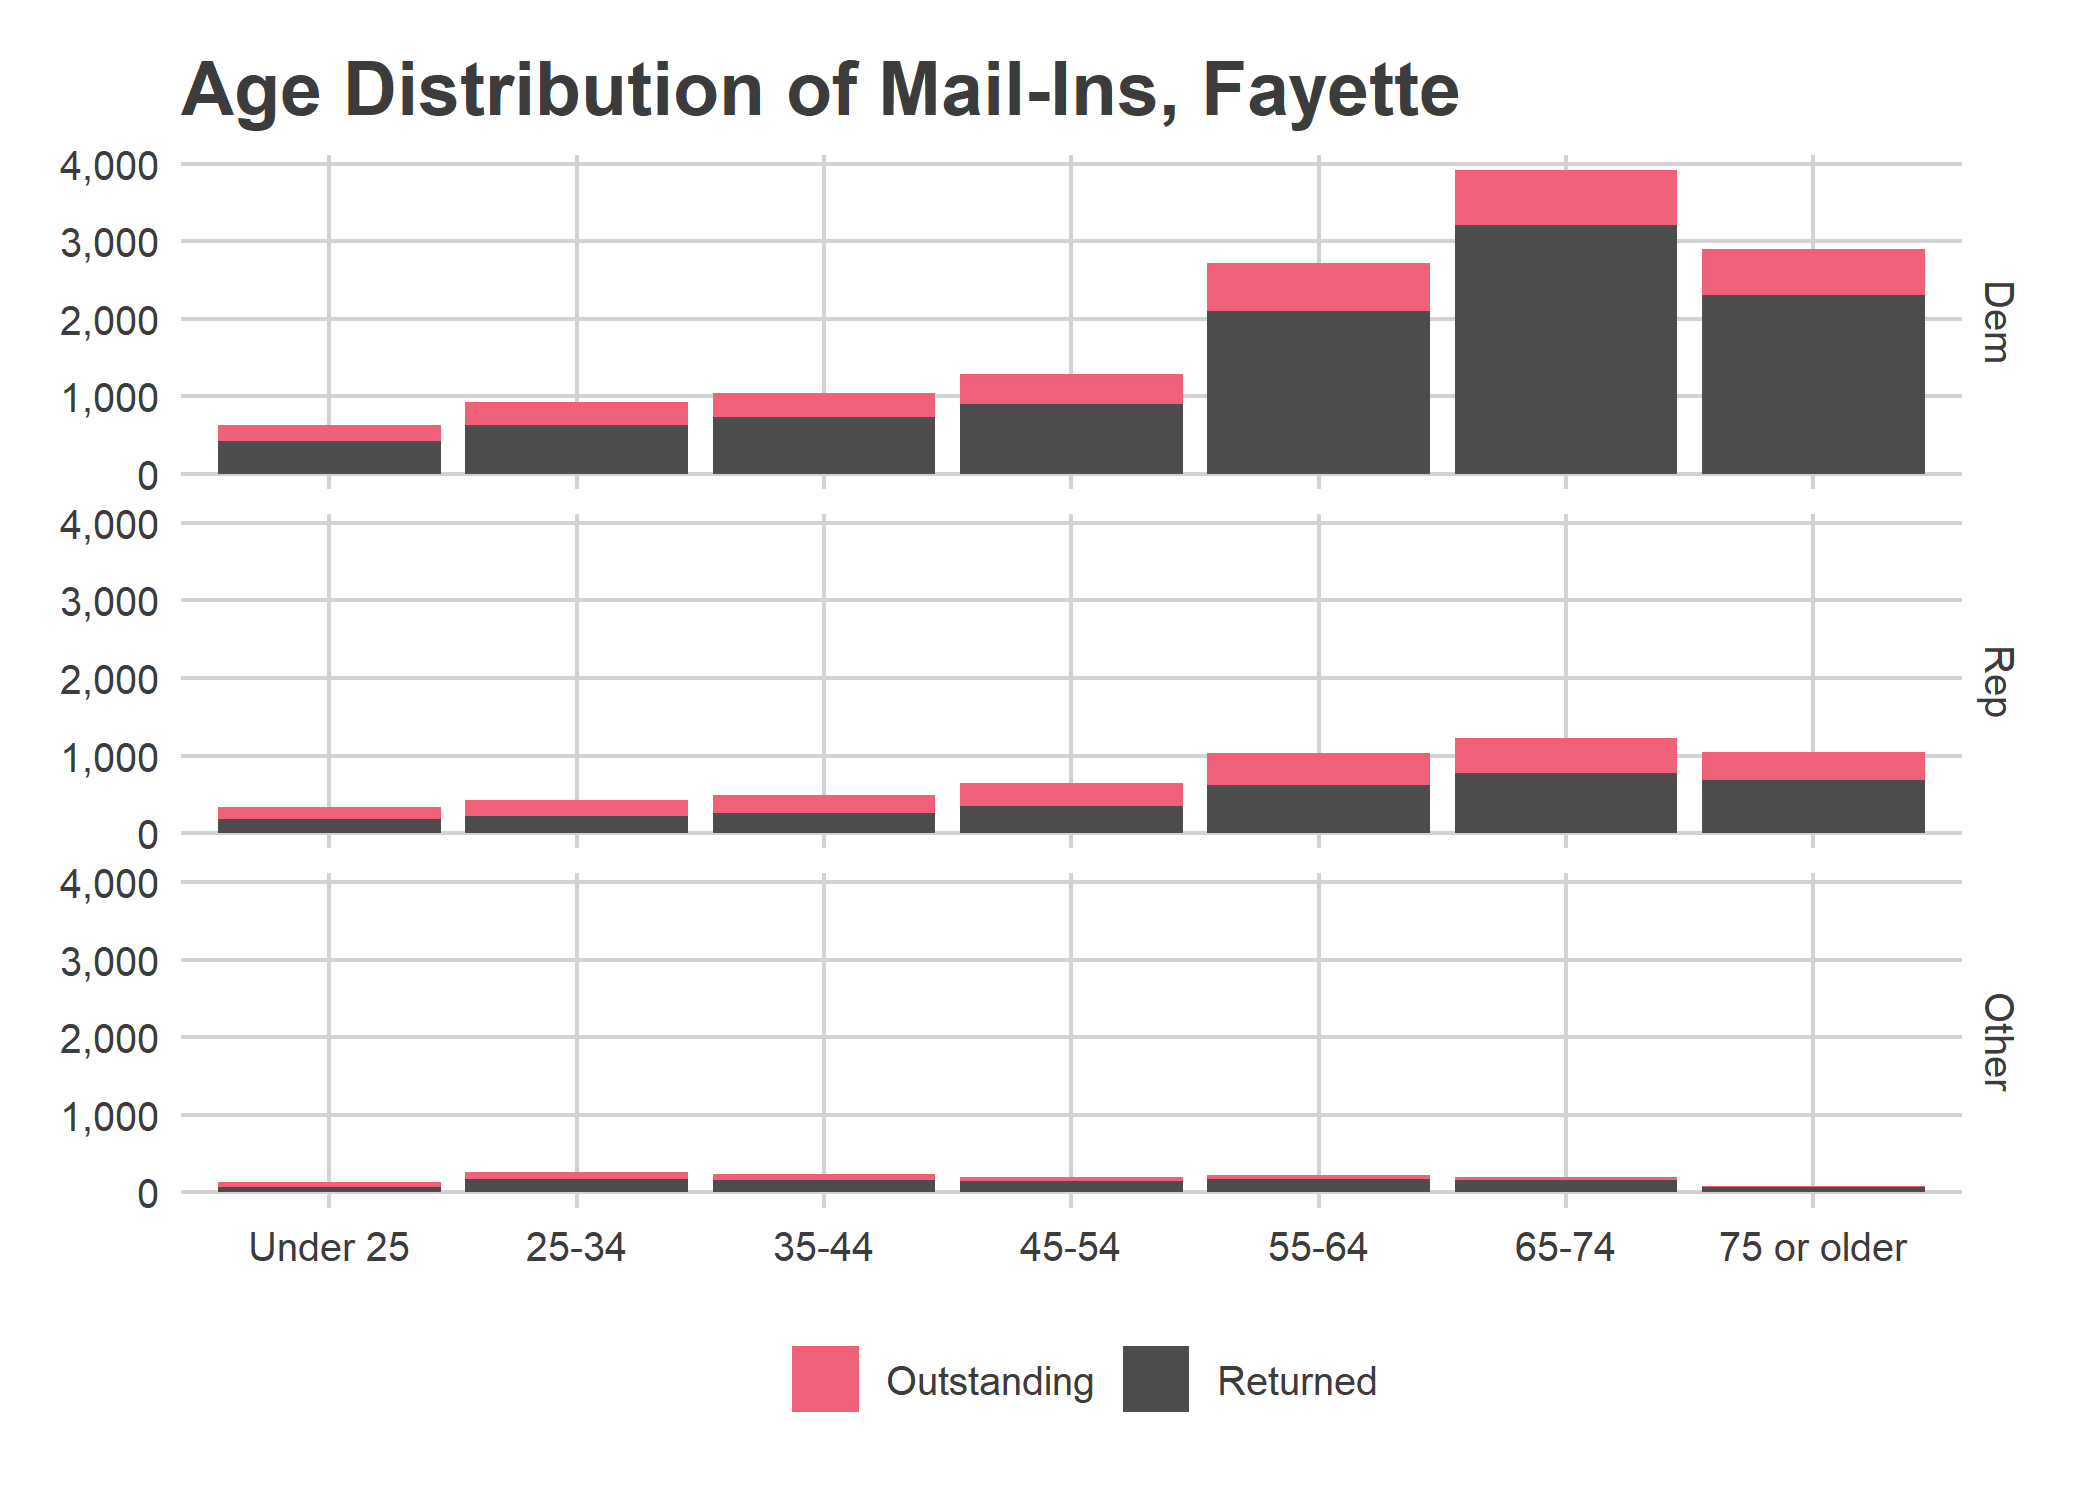 Age Distribution of Mail-Ins, Fayette
4,000
3,000
2,000
1,000
0
Dem
4,000
3,000
2,000
1,000
0
Rep
4,000
3,000
2,000
1,000
0
Other
Under 25 25-34 35-44 45-54 55-64 65-74 75 or older
Outstanding Returned